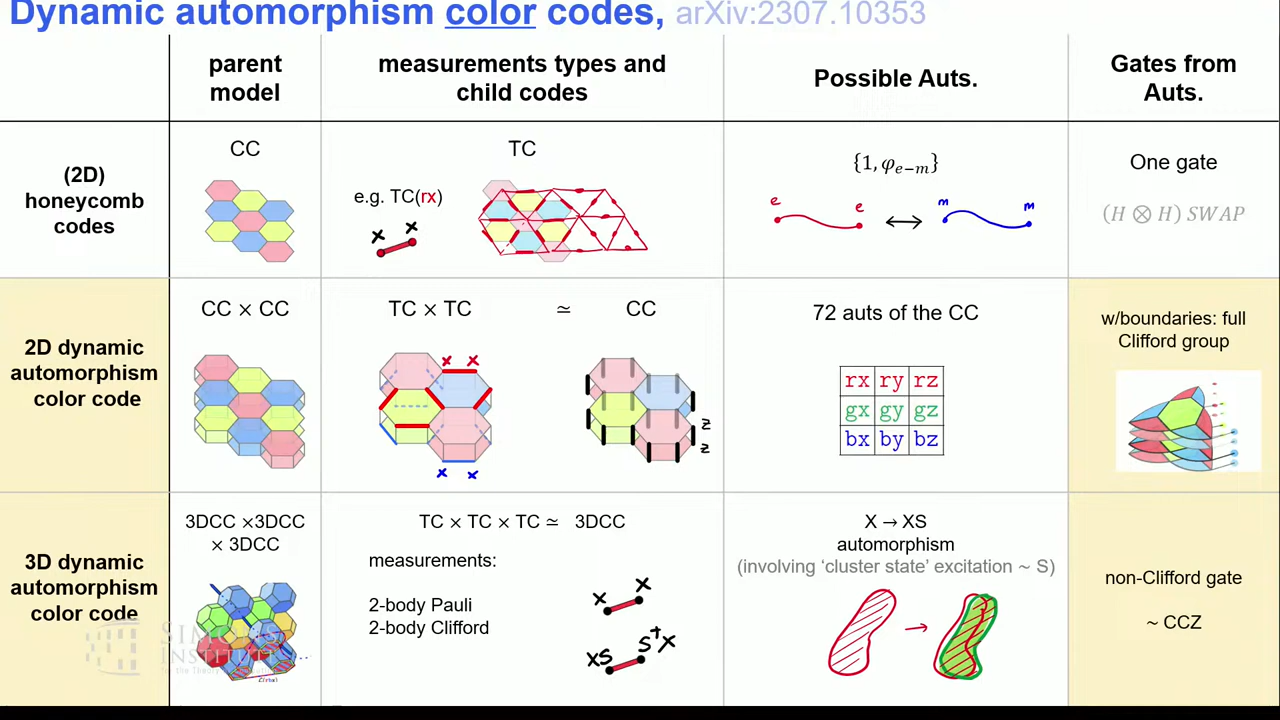 Dynamic automorphism color codes, arXiv:2307.10353
parent
model
measurements types and
child codes
Possible Auts.
Gates from
Auts.
(2D)
honeycomb
codes
CC
TC
e.g. TC(rx)
x x
{1, φₑ₋ₘ}
e e ↔ m m
One gate
(H ⊗ H) SWAP
2D dynamic
automorphism
color code
CC × CC
TC × TC ≃ CC
x x
x x
z
z
72 auts of the CC
rx ry rz
gx gy gz
bx by bz
w/boundaries: full
Clifford group
3D dynamic
automorphism
color code
3DCC ×3DCC
× 3DCC
TC × TC × TC ≃ 3DCC
measurements:
2-body Pauli
2-body Clifford
x x
XS S†X
X → XS
automorphism
(involving ‘cluster state’ excitation ~ S)
→
non-Clifford gate
~ CCZ
SIMONS
INSTITUTE